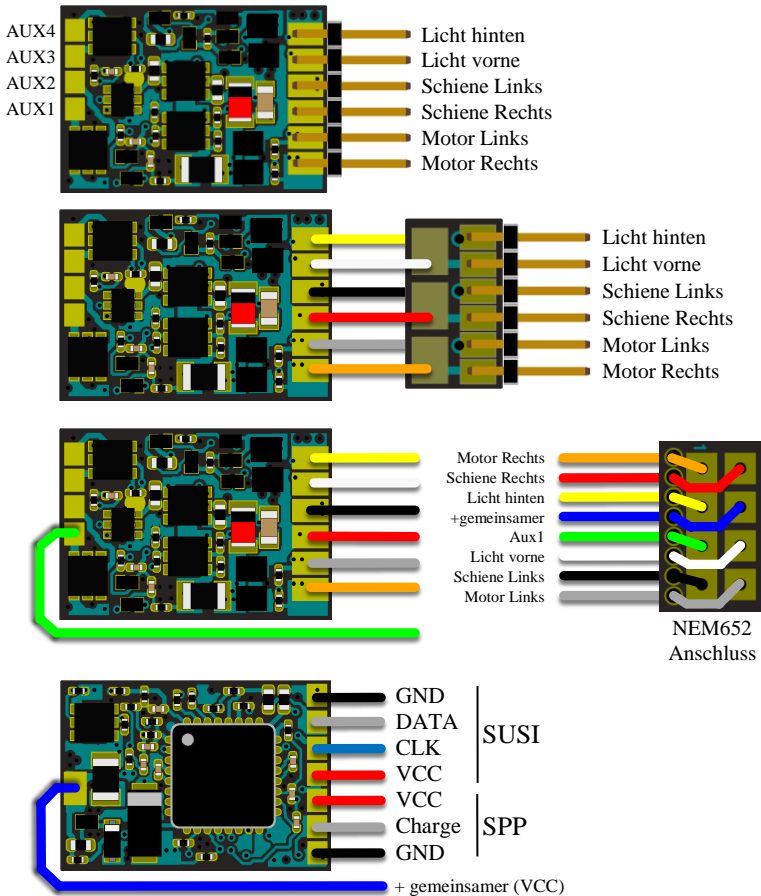 AUX4
AUX3
AUX2
AUX1
Licht hinten
Licht vorne
Schiene Links
Schiene Rechts
Motor Links
Motor Rechts
Licht hinten
Licht vorne
Schiene Links
Schiene Rechts
Motor Links
Motor Rechts
Motor Rechts
Schiene Rechts
Licht hinten
+gemeinsamer
Aux1
Licht vorne
Schiene Links
Motor Links
1
NEM652
Anschluss
GND
DATA
CLK
VCC
SUSI
VCC
Charge
GND
SPP
+ gemeinsamer (VCC)